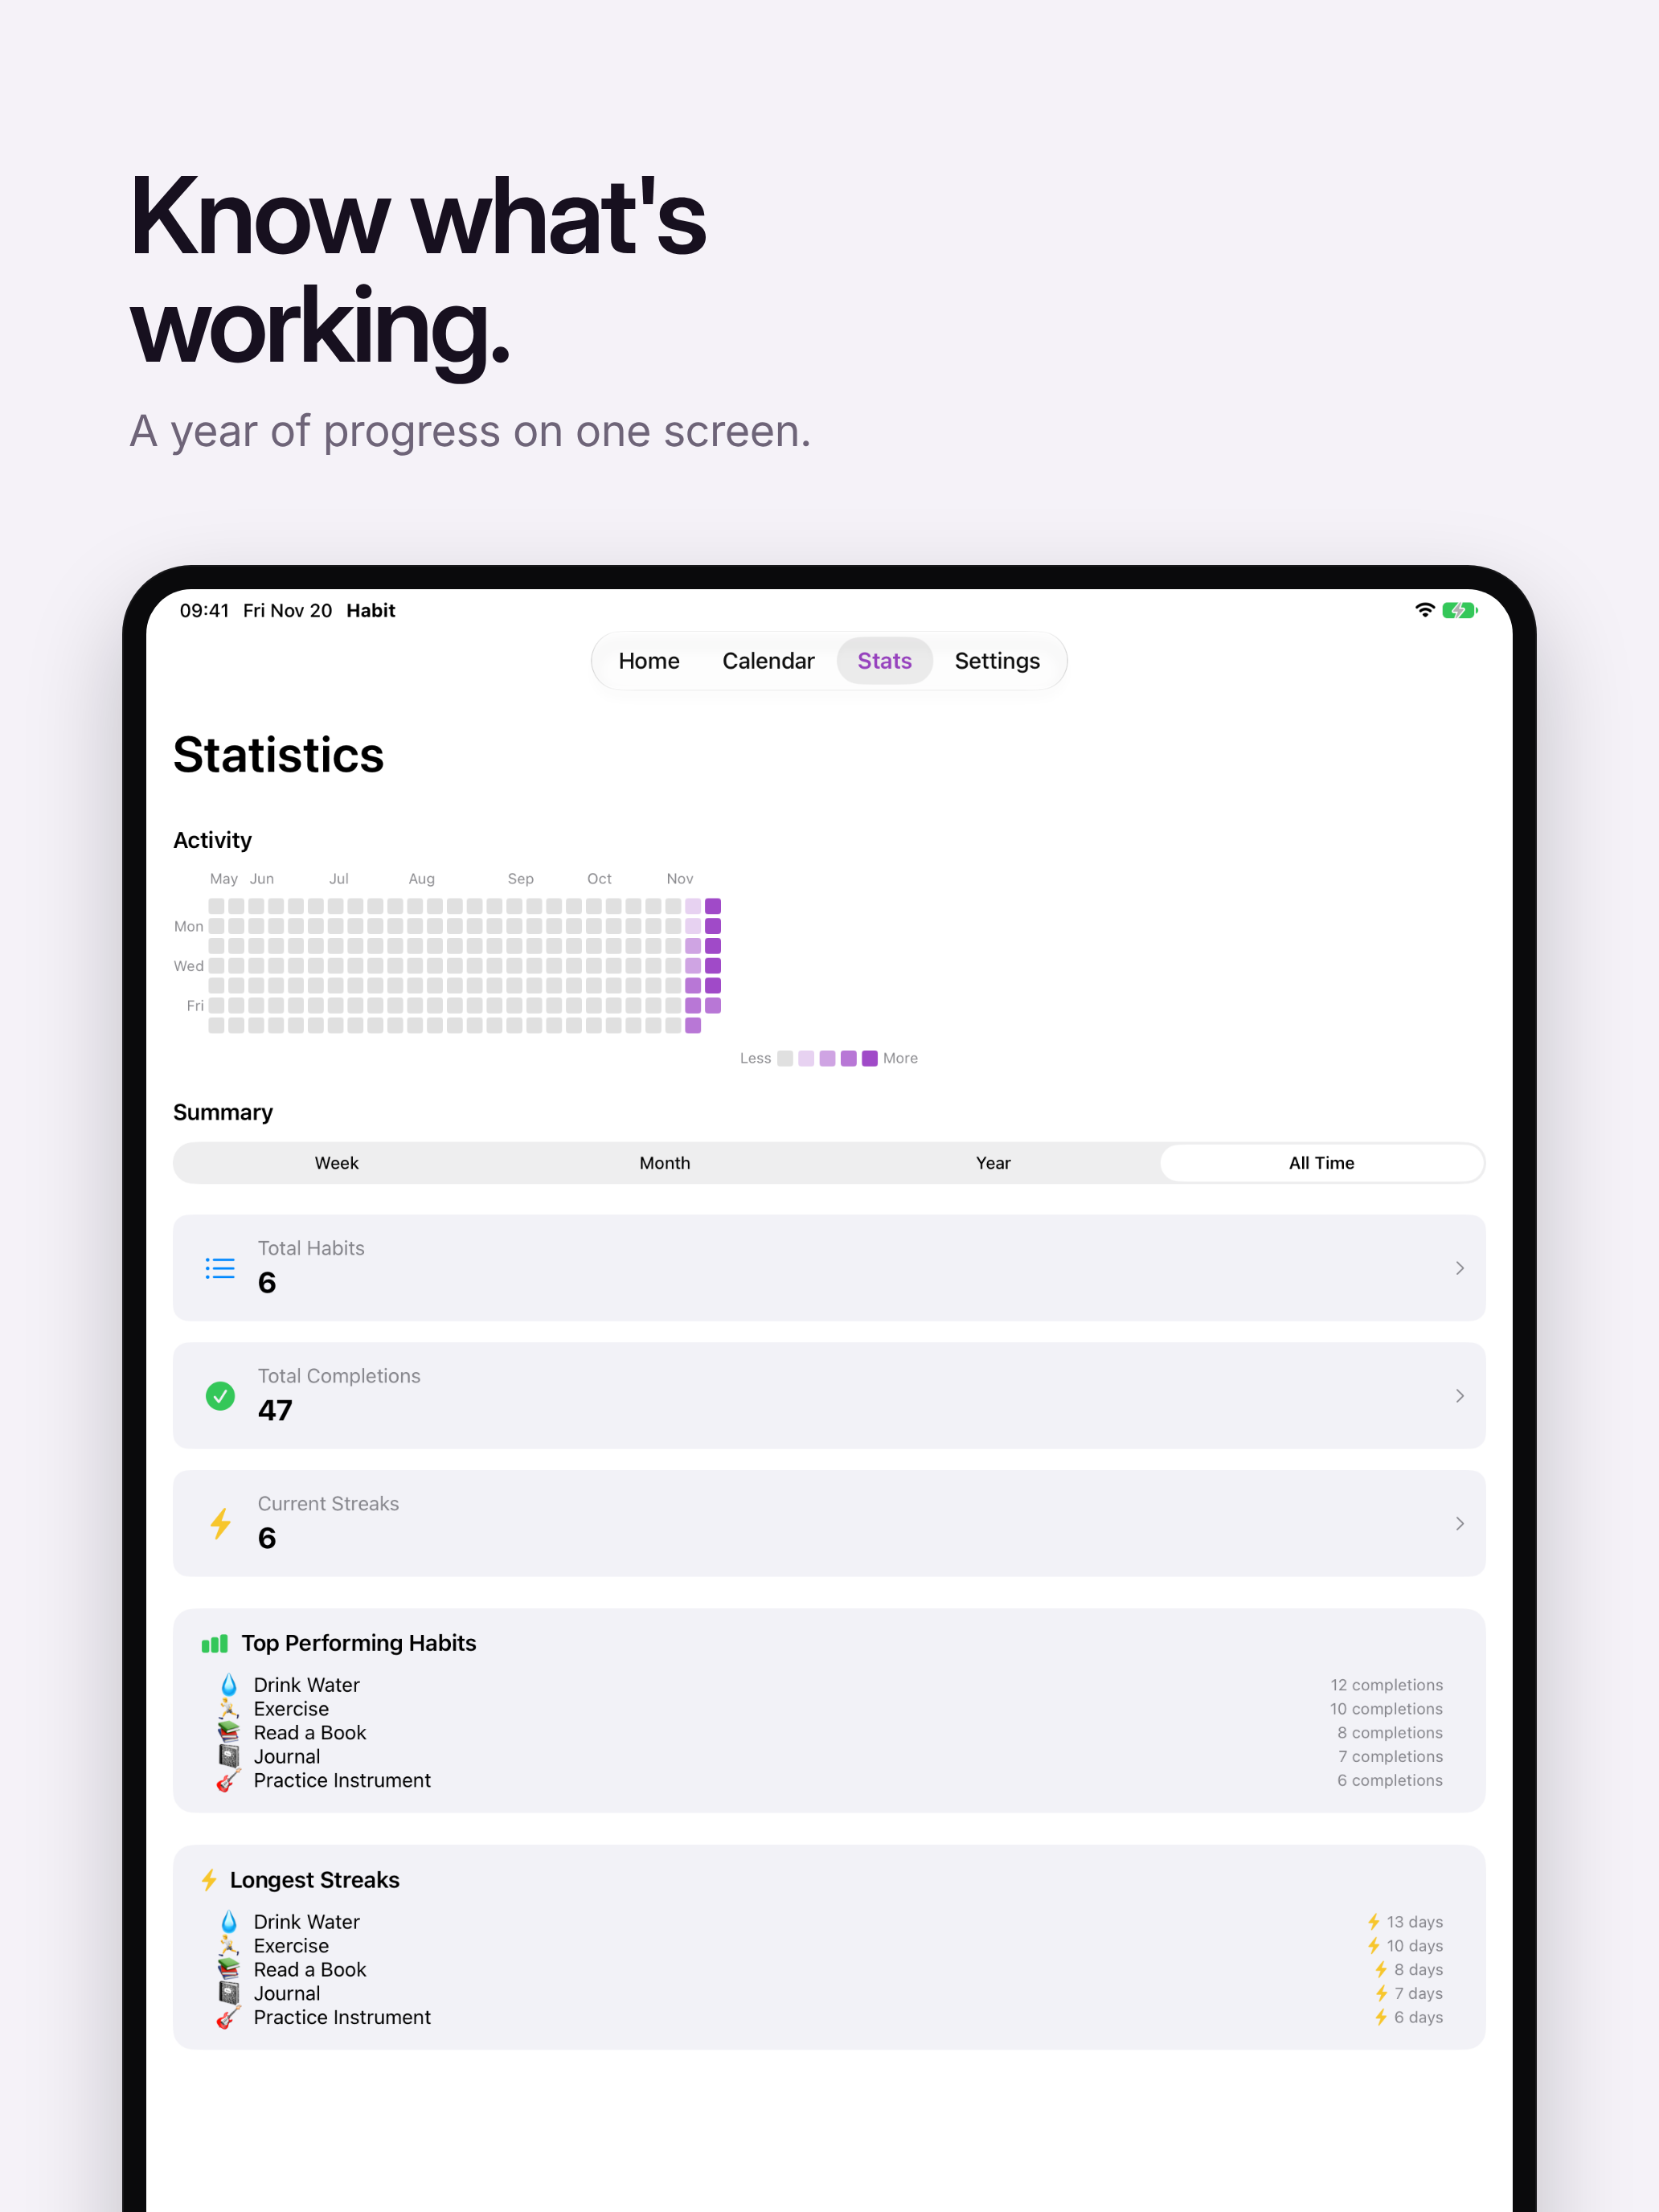 Know what's
working.
A year of progress on one screen.
09:41 Fri Nov 20 Habit
Home Calendar Stats Settings
Statistics
Activity
May Jun Jul Aug Sep Oct Nov
Mon
Wed
Fri
Less More
Summary
Week Month Year All Time
Total Habits
6
Total Completions
47
Current Streaks
6
Top Performing Habits
Drink Water 12 completions
Exercise 10 completions
Read a Book 8 completions
Journal 7 completions
Practice Instrument 6 completions
Longest Streaks
Drink Water 13 days
Exercise 10 days
Read a Book 8 days
Journal 7 days
Practice Instrument 6 days